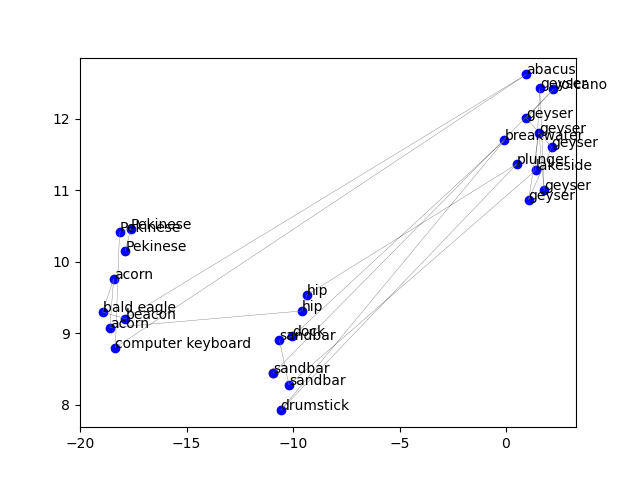 abacus
geyser
volcano
12
geyser
geyser
breakwater
geyser
plunger
lakeside
11
geyser
geyser
Pekinese
Pekinese
Pekinese
10
acorn
hip
bald eagle
hip
beacon
acorn
9
dock
sandbar
computer keyboard
sandbar
sandbar
drumstick
8
−20
−15
−10
−5
0